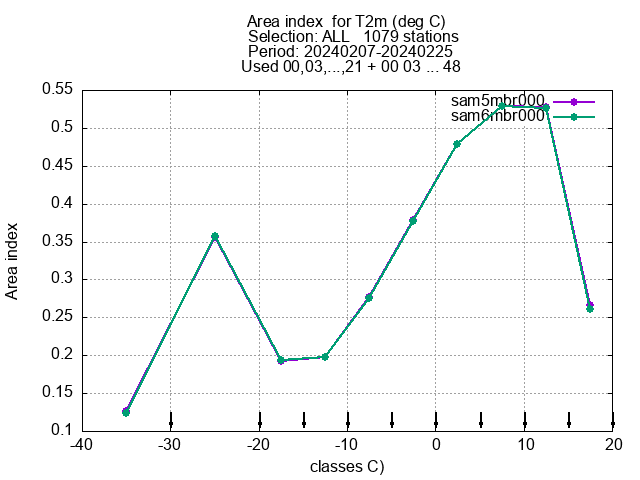 Area index  for T2m (deg C)
Selection: ALL   1079 stations
Period: 20240207-20240225
Used 00,03,...,21 + 00 03 ... 48
sam5mbr000
sam6mbr000
Area index
0.55
0.5
0.45
0.4
0.35
0.3
0.25
0.2
0.15
0.1
-40 -30 -20 -10 0 10 20
classes C)